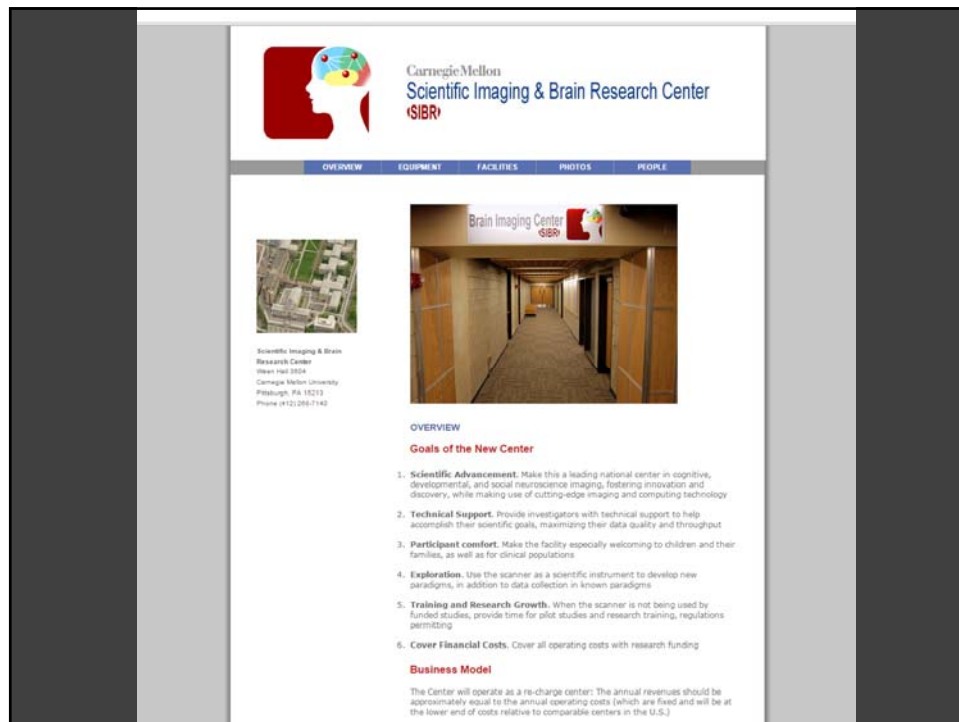 Carnegie Mellon
Scientific Imaging & Brain Research Center
SIBR
OVERVIEW EQUIPMENT FACILITIES PHOTOS PEOPLE
Brain Imaging Center
SIBR
Scientific Imaging & Brain
Research Center
Wean Hall 3604
Carnegie Mellon University
Pittsburgh, PA 15213
Phone (412) 268-7140
OVERVIEW
Goals of the New Center
1. Scientific Advancement. Make this a leading national center in cognitive,
developmental, and social neuroscience imaging, fostering innovation and
discovery, while making use of cutting-edge imaging and computing technology
2. Technical Support. Provide investigators with technical support to help
accomplish their scientific goals, maximizing their data quality and throughput
3. Participant comfort. Make the facility especially welcoming to children and their
families, as well as for clinical populations
4. Exploration. Use the scanner as a scientific instrument to develop new
paradigms, in addition to data collection in known paradigms
5. Training and Research Growth. When the scanner is not being used by
funded studies, provide time for pilot studies and research training, regulations
permitting
6. Cover Financial Costs. Cover all operating costs with research funding
Business Model
The Center will operate as a re-charge center: The annual revenues should be
approximately equal to the annual operating costs (which are fixed and will be at
the lower end of costs relative to comparable centers in the U.S.)